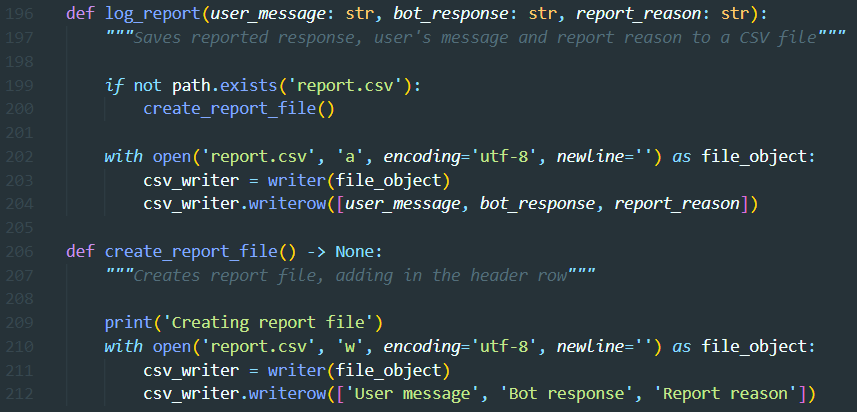 196 def log_report(user_message: str, bot_response: str, report_reason: str):
197 """Saves reported response, user's message and report reason to a CSV file"""
198
199 if not path.exists('report.csv'):
200 create_report_file()
201
202 with open('report.csv', 'a', encoding='utf-8', newline='') as file_object:
203 csv_writer = writer(file_object)
204 csv_writer.writerow([user_message, bot_response, report_reason])
205
206 def create_report_file() -> None:
207 """Creates report file, adding in the header row"""
208
209 print('Creating report file')
210 with open('report.csv', 'w', encoding='utf-8', newline='') as file_object:
211 csv_writer = writer(file_object)
212 csv_writer.writerow(['User message', 'Bot response', 'Report reason'])